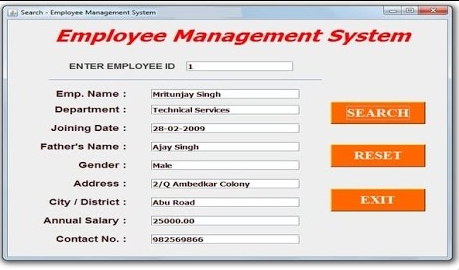 Search - Employee Management System
Employee Management System
ENTER EMPLOYEE ID 1
Emp. Name : Mritunjay Singh
Department : Technical Services
SEARCH
Joining Date : 28-02-2009
Father's Name : Ajay Singh
RESET
Gender : Male
Address : 2/Q Ambedkar Colony
City / District : Abu Road
EXIT
Annual Salary : 25000.00
Contact No. : 982569866